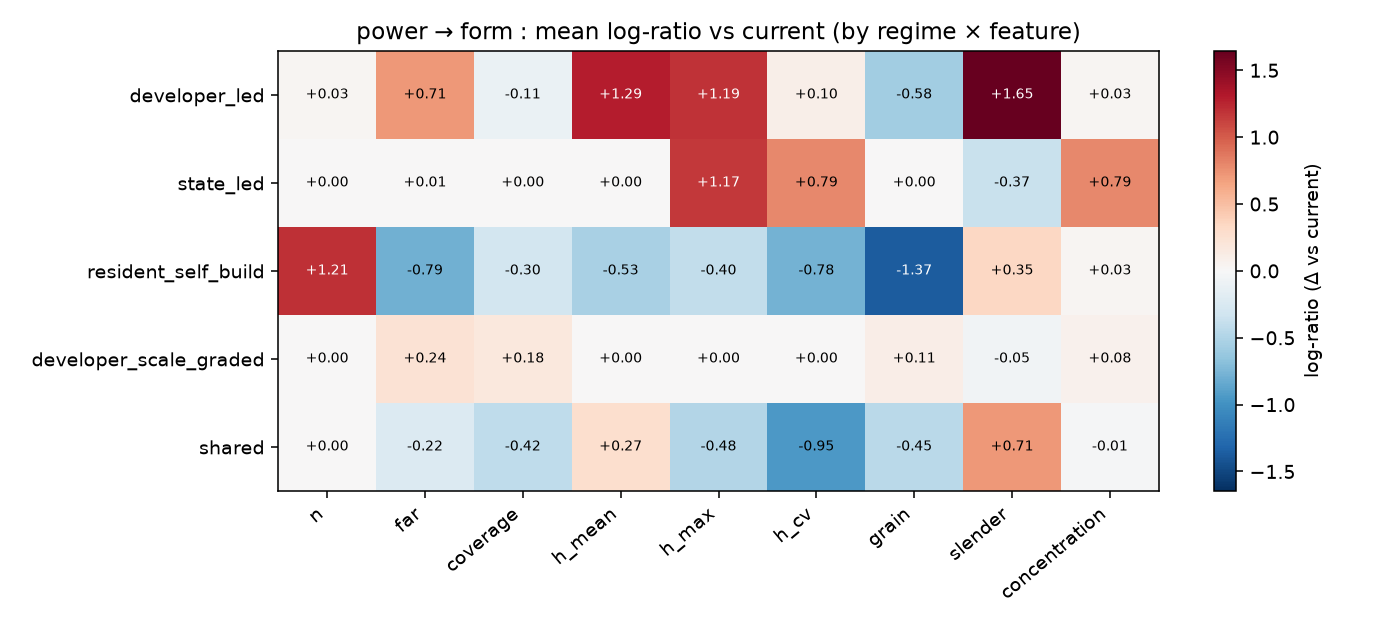 power → form : mean log-ratio vs current (by regime × feature)
developer_led +0.03 +0.71 -0.11 +1.29 +1.19 +0.10 -0.58 +1.65 +0.03
state_led +0.00 +0.01 +0.00 +0.00 +1.17 +0.79 +0.00 -0.37 +0.79
resident_self_build +1.21 -0.79 -0.30 -0.53 -0.40 -0.78 -1.37 +0.35 +0.03
developer_scale_graded +0.00 +0.24 +0.18 +0.00 +0.00 +0.00 +0.11 -0.05 +0.08
shared +0.00 -0.22 -0.42 +0.27 -0.48 -0.95 -0.45 +0.71 -0.01
n far coverage h_mean h_max h_cv grain slender concentration
1.5
1.0
0.5
0.0
−0.5
−1.0
−1.5
log-ratio (Δ vs current)